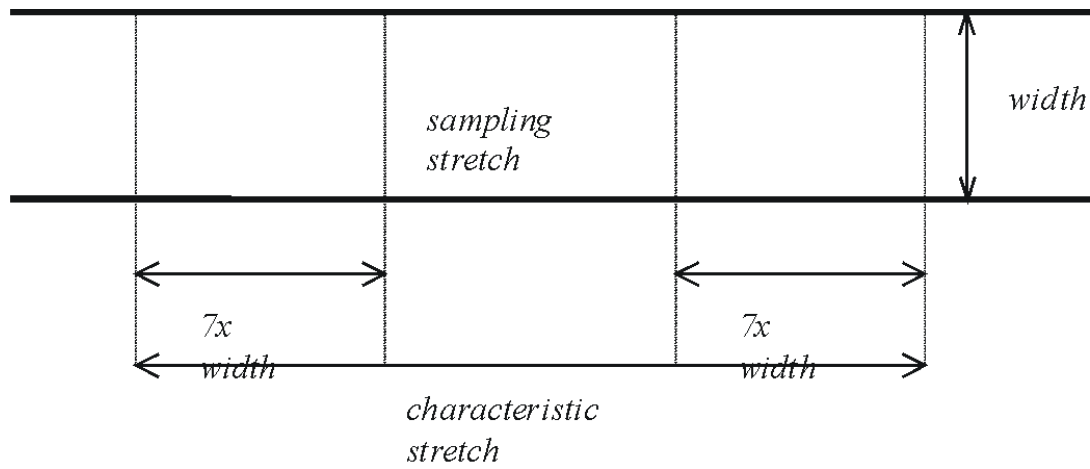 width
sampling
stretch
7x
width
7x
width
characteristic
stretch